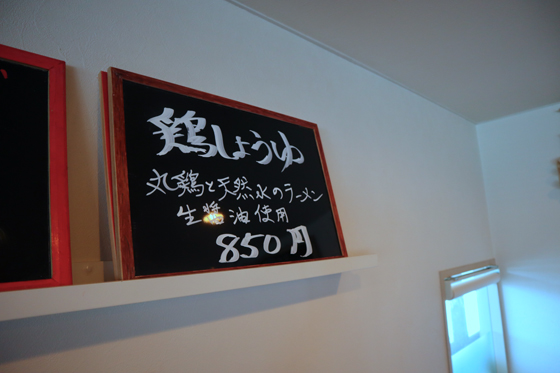 鶏しょうゆ
丸鶏と天然水のラーメン
生醤油使用
850円